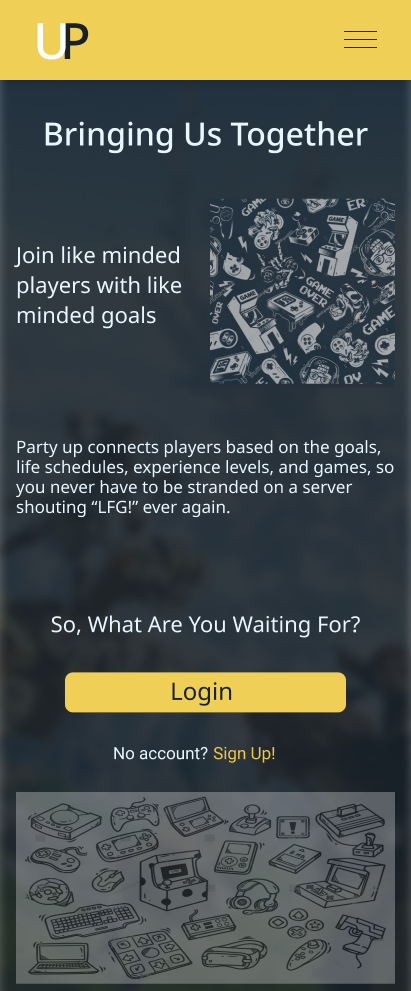 UP
Bringing Us Together
Join like minded
players with like
minded goals
GAME
OVER
GAME
Party up connects players based on the goals,
life schedules, experience levels, and games, so
you never have to be stranded on a server
shouting “LFG!” ever again.
So, What Are You Waiting For?
Login
No account? Sign Up!